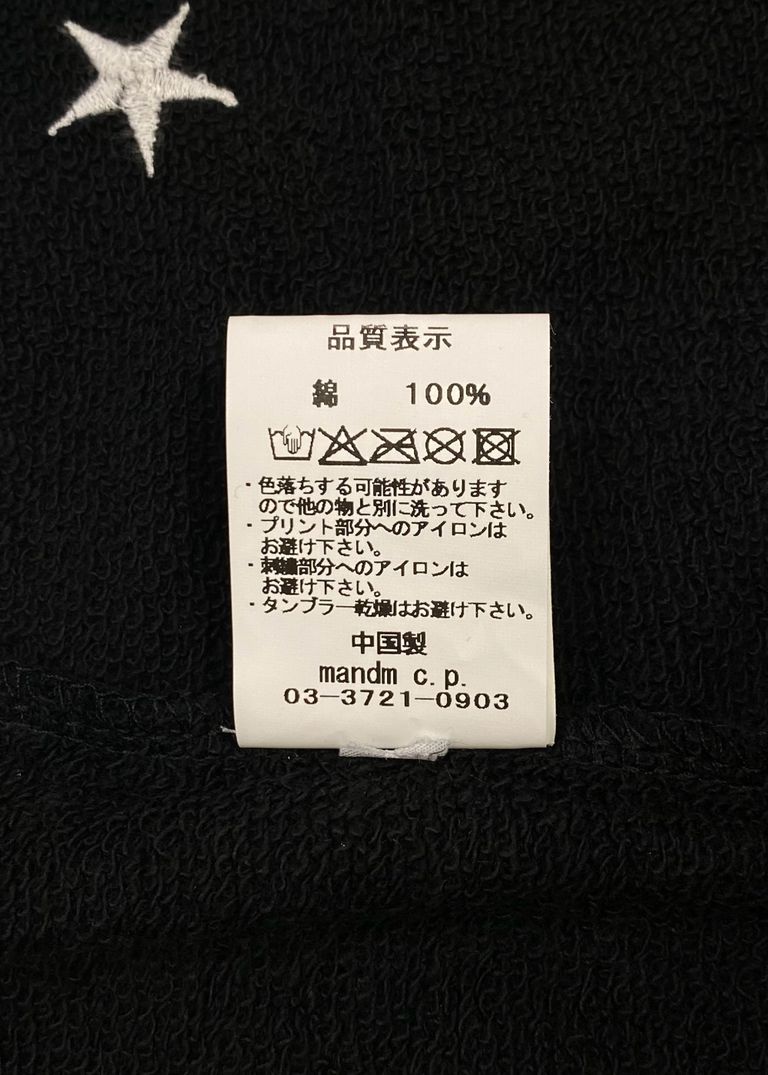 品質表示
綿 100%
・色落ちする可能性があります
ので他の物と別に洗って下さい。
・プリント部分へのアイロンは
お避け下さい。
・刺繍部分へのアイロンは
お避け下さい。
・タンブラー乾燥はお避け下さい。
中国製
mandm c.p.
03-3721-0903